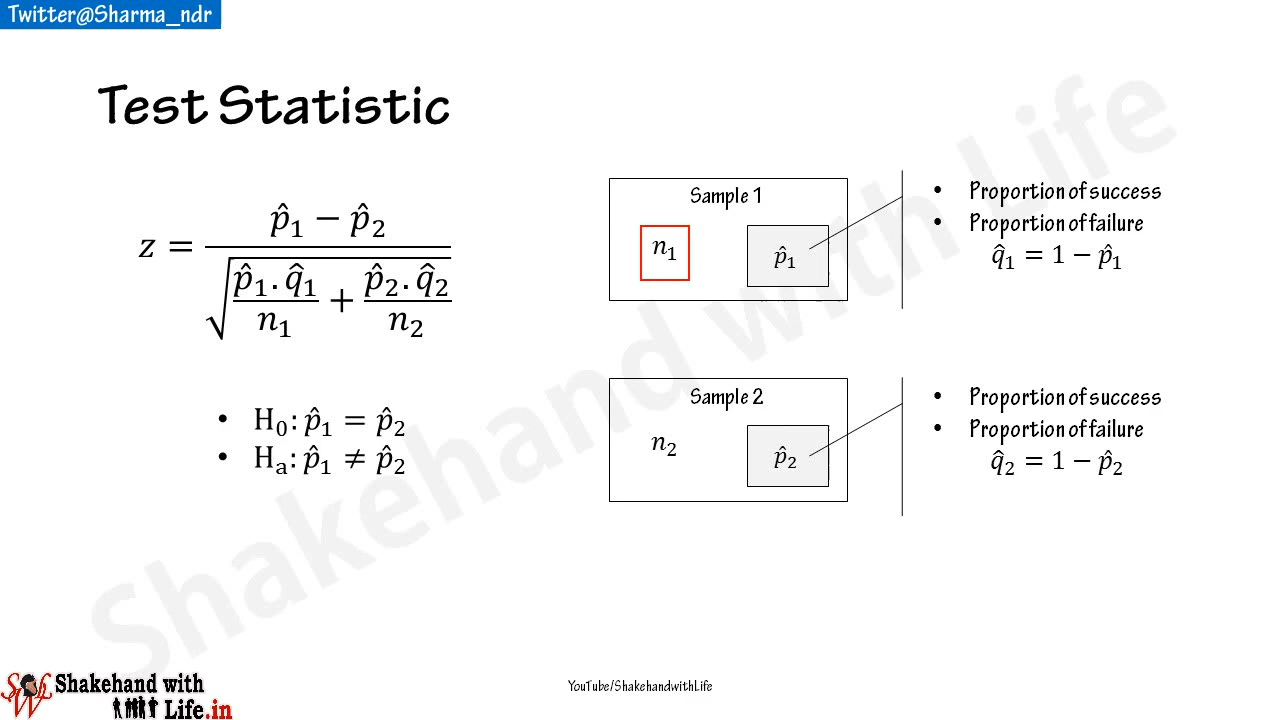 Twitter@Sharma_ndr
Test Statistic
z = (p̂₁ − p̂₂) / √(p̂₁.q̂₁/n₁ + p̂₂.q̂₂/n₂)
• H₀: p̂₁ = p̂₂
• Hₐ: p̂₁ ≠ p̂₂
Sample 1
n₁
p̂₁
• Proportion of success
• Proportion of failure
q̂₁ = 1 − p̂₁
Sample 2
n₂
p̂₂
• Proportion of success
• Proportion of failure
q̂₂ = 1 − p̂₂
Shakehand with Life
SwL
Shakehand with
Life.in
YouTube/ShakehandwithLife